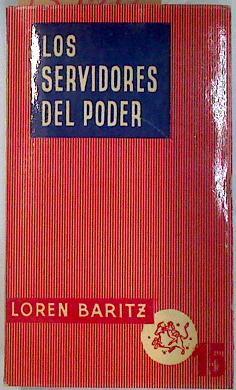 LOS
SERVIDORES
DEL PODER
LOREN BARITZ
15